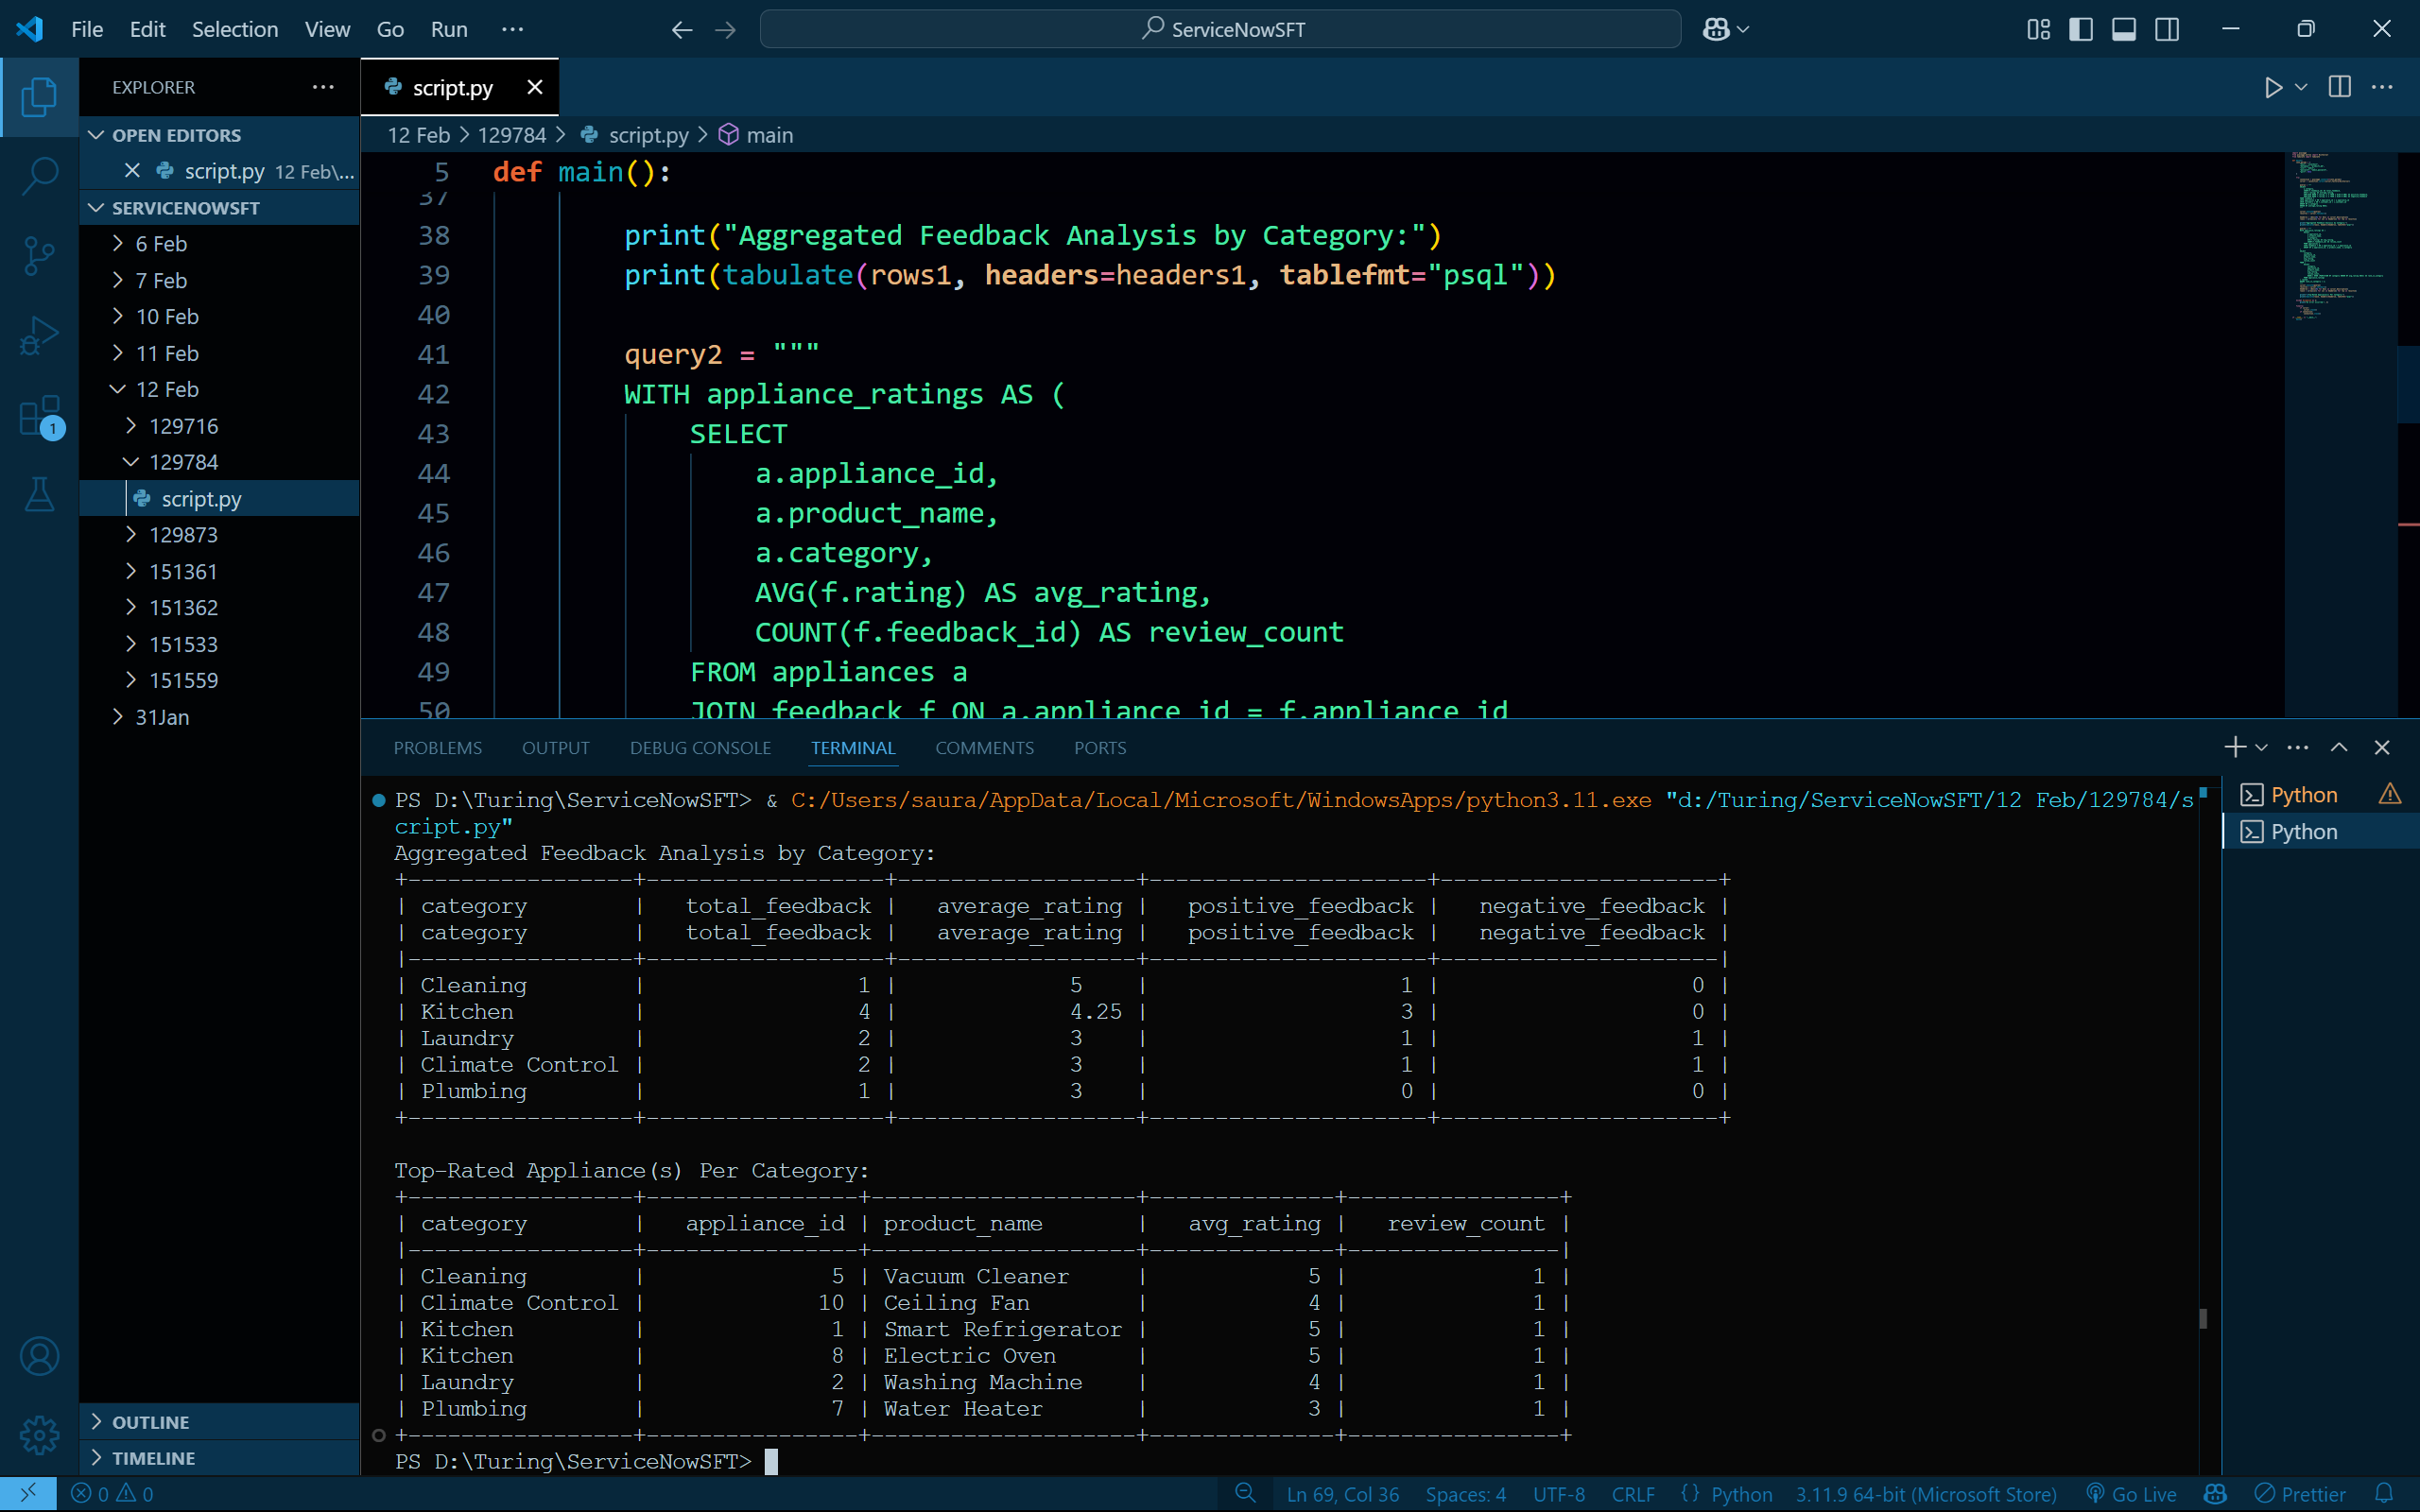 File Edit Selection View Go Run ···
ServiceNowSFT
EXPLORER
OPEN EDITORS
script.py 12 Feb\...
SERVICENOWSFT
6 Feb
7 Feb
10 Feb
11 Feb
12 Feb
129716
129784
script.py
129873
151361
151362
151533
151559
31Jan
OUTLINE
TIMELINE
1
script.py
12 Feb > 129784 > script.py > main
5 def main():
37
38 print("Aggregated Feedback Analysis by Category:")
39 print(tabulate(rows1, headers=headers1, tablefmt="psql"))
40
41 query2 = """
42 WITH appliance_ratings AS (
43 SELECT
44 a.appliance_id,
45 a.product_name,
46 a.category,
47 AVG(f.rating) AS avg_rating,
48 COUNT(f.feedback_id) AS review_count
49 FROM appliances a
50 JOIN feedback f ON a.appliance_id = f.appliance_id
PROBLEMS OUTPUT DEBUG CONSOLE TERMINAL COMMENTS PORTS
Python
Python
PS D:\Turing\ServiceNowSFT> & C:/Users/saura/AppData/Local/Microsoft/WindowsApps/python3.11.exe "d:/Turing/ServiceNowSFT/12 Feb/129784/s
cript.py"
Aggregated Feedback Analysis by Category:
+-----------------+------------------+------------------+---------------------+---------------------+
| category        |   total_feedback |   average_rating |   positive_feedback |   negative_feedback |
| category        |   total_feedback |   average_rating |   positive_feedback |   negative_feedback |
|-----------------+------------------+------------------+---------------------+---------------------|
| Cleaning        |                1 |             5    |                   1 |                   0 |
| Kitchen         |                4 |             4.25 |                   3 |                   0 |
| Laundry         |                2 |             3    |                   1 |                   1 |
| Climate Control |                2 |             3    |                   1 |                   1 |
| Plumbing        |                1 |             3    |                   0 |                   0 |
+-----------------+------------------+------------------+---------------------+---------------------+
Top-Rated Appliance(s) Per Category:
+-----------------+----------------+--------------------+--------------+----------------+
| category        |   appliance_id | product_name       |   avg_rating |   review_count |
|-----------------+----------------+--------------------+--------------+----------------|
| Cleaning        |              5 | Vacuum Cleaner     |            5 |              1 |
| Climate Control |             10 | Ceiling Fan        |            4 |              1 |
| Kitchen         |              1 | Smart Refrigerator |            5 |              1 |
| Kitchen         |              8 | Electric Oven      |            5 |              1 |
| Laundry         |              2 | Washing Machine    |            4 |              1 |
| Plumbing        |              7 | Water Heater       |            3 |              1 |
+-----------------+----------------+--------------------+--------------+----------------+
PS D:\Turing\ServiceNowSFT>
0 0 Ln 69, Col 36 Spaces: 4 UTF-8 CRLF {} Python 3.11.9 64-bit (Microsoft Store) Go Live Prettier